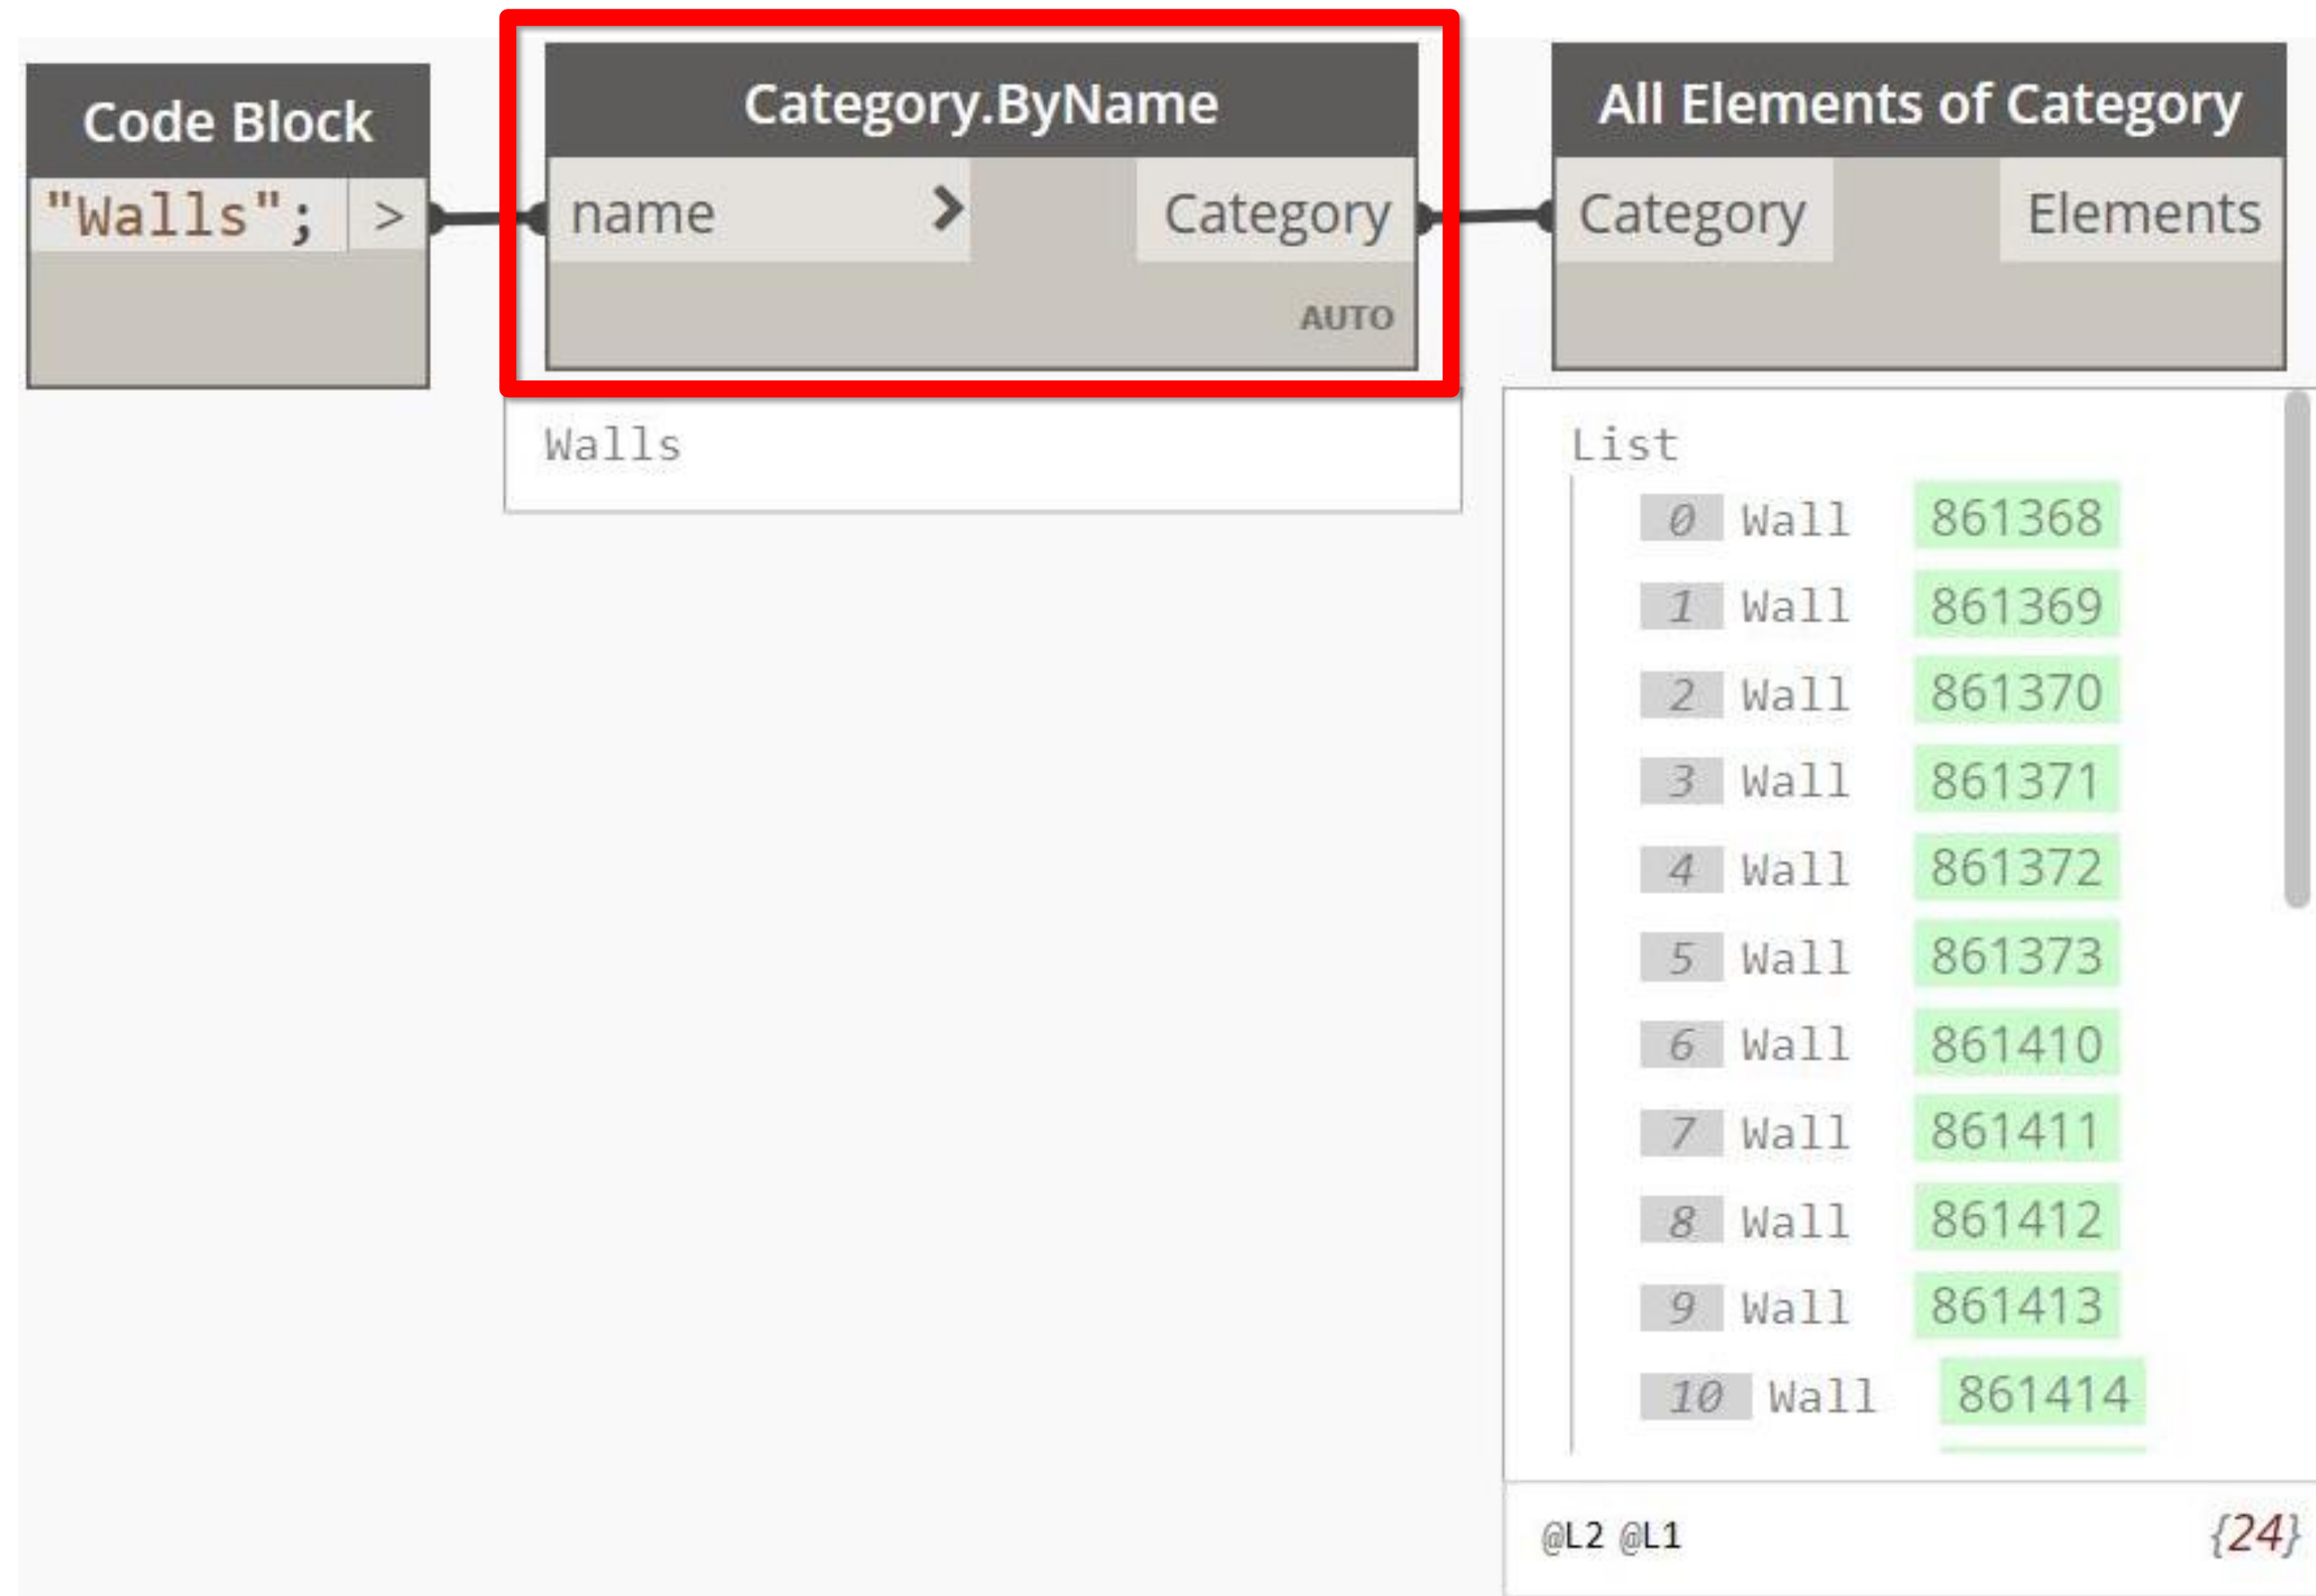 Code Block
"Walls"; >
Category.ByName
name > Category
AUTO
Walls
All Elements of Category
Category Elements
List
0 Wall 861368
1 Wall 861369
2 Wall 861370
3 Wall 861371
4 Wall 861372
5 Wall 861373
6 Wall 861410
7 Wall 861411
8 Wall 861412
9 Wall 861413
10 Wall 861414
@L2 @L1 {24}